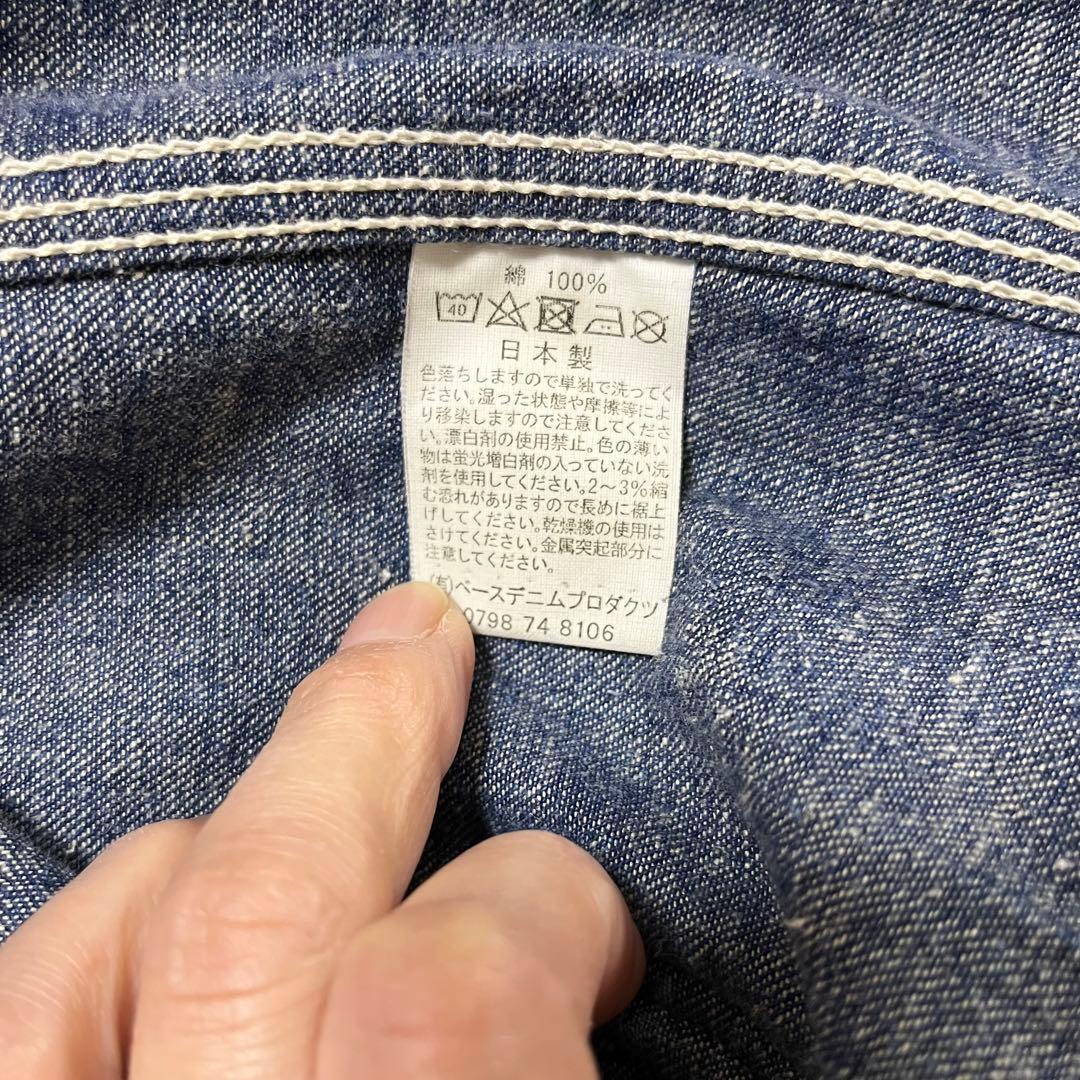 綿 100%
40
日本製
色落ちしますので単独で洗ってく
ださい。湿った状態や摩擦等によ
り移染しますので注意してくださ
い。漂白剤の使用禁止。色の薄い
物は蛍光増白剤の入っていない洗
剤を使用してください。2～3%縮
む恐れがありますので長めに裾上
げしてください。乾燥機の使用は
さけてください。金属突起部分に
注意してください。
(有)ベースデニムプロダクツ
0798 74 8106